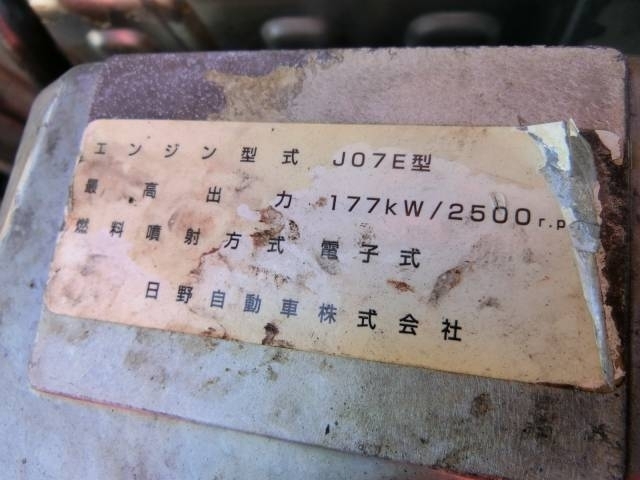 エンジン型式 J07E型
最高出力 177kW/2500r.p
燃料噴射方式 電子式
日野自動車株式会社